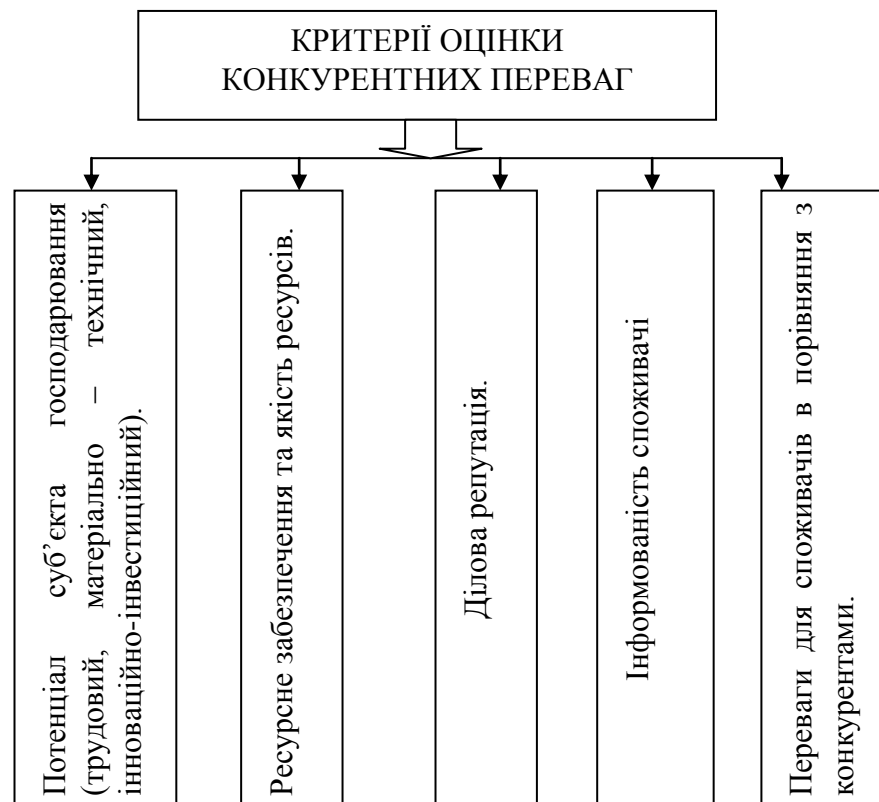 КРИТЕРІЇ ОЦІНКИ
КОНКУРЕНТНИХ ПЕРЕВАГ
Потенціал суб’єкта господарювання
(трудовий, матеріально – технічний,
інноваційно-інвестиційний).
Ресурсне забезпечення та якість ресурсів.
Ділова репутація.
Інформованість споживачі
Переваги для споживачів в порівняння з
конкурентами.